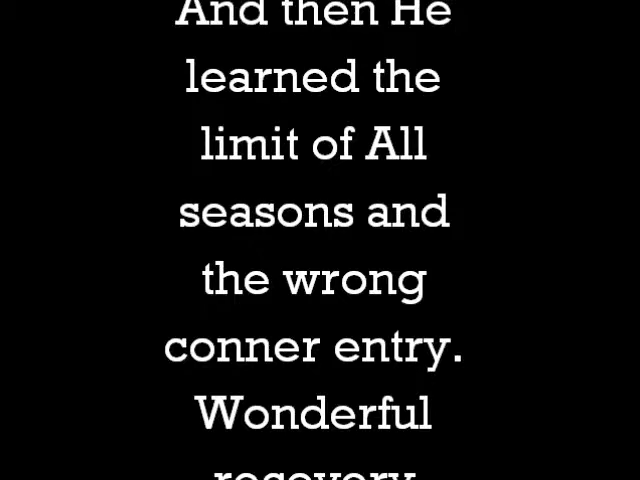 And then He
learned the
limit of All
seasons and
the wrong
conner entry.
Wonderful
recovery